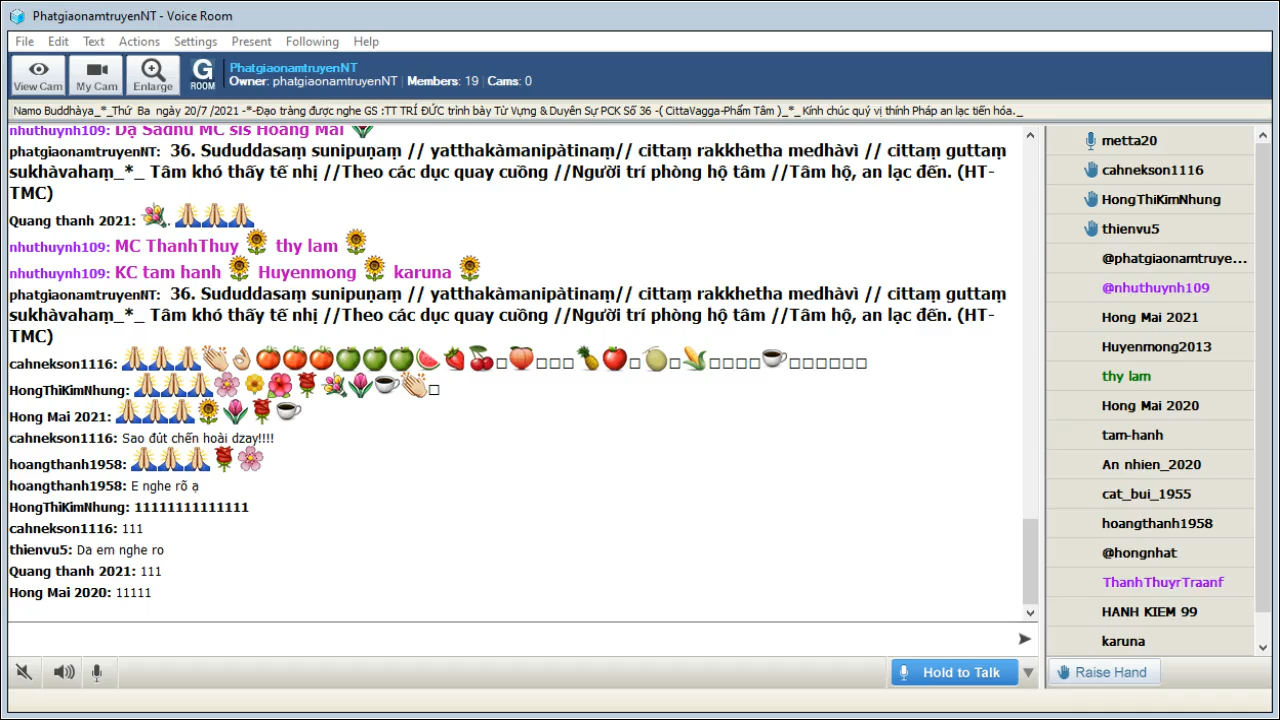 PhatgiaonamtruyenNT - Voice Room
File Edit Text Actions Settings Present Following Help
View Cam My Cam Enlarge G ROOM
PhatgiaonamtruyenNT
Owner: phatgiaonamtruyenNT | Members: 19 | Cams: 0
Namo Buddhàya_*_Thứ Ba ngày 20/7 /2021 -*-Đạo tràng được nghe GS :TT TRÍ ĐỨC trình bày Từ Vựng & Duyên Sự PCK Số 36 -( CittaVagga-Phẩm Tâm )_*_ Kính chúc quý vị thính Pháp an lạc tiến hóa._
nhuthuynh109: Dạ Sadhu MC sis Hoang Mai
phatgiaonamtruyenNT: 36. Sududdasaṃ sunipuṇaṃ // yatthakàmanipàtinaṃ// cittaṃ rakkhetha medhàvì // cittaṃ guttaṃ
sukhàvahaṃ_*_ Tâm khó thấy tế nhị //Theo các dục quay cuồng //Người trí phòng hộ tâm //Tâm hộ, an lạc đến. (HT-
TMC)
Quang thanh 2021: .
nhuthuynh109: MC ThanhThuy thy lam
nhuthuynh109: KC tam hanh Huyenmong karuna
phatgiaonamtruyenNT: 36. Sududdasaṃ sunipuṇaṃ // yatthakàmanipàtinaṃ// cittaṃ rakkhetha medhàvì // cittaṃ guttaṃ
sukhàvahaṃ_*_ Tâm khó thấy tế nhị //Theo các dục quay cuồng //Người trí phòng hộ tâm //Tâm hộ, an lạc đến. (HT-
TMC)
cahnekson1116:
HongThiKimNhung:
Hong Mai 2021:
cahnekson1116: Sao đút chến hoài dzay!!!!
hoangthanh1958:
hoangthanh1958: E nghe rõ ạ
HongThiKimNhung: 11111111111111
cahnekson1116: 111
thienvu5: Da em nghe ro
Quang thanh 2021: 111
Hong Mai 2020: 11111
Hold to Talk
metta20
cahnekson1116
HongThiKimNhung
thienvu5
@phatgiaonamtruye...
@nhuthuynh109
Hong Mai 2021
Huyenmong2013
thy lam
Hong Mai 2020
tam-hanh
An nhien_2020
cat_bui_1955
hoangthanh1958
@hongnhat
ThanhThuyrTraanf
HANH KIEM 99
karuna
Raise Hand